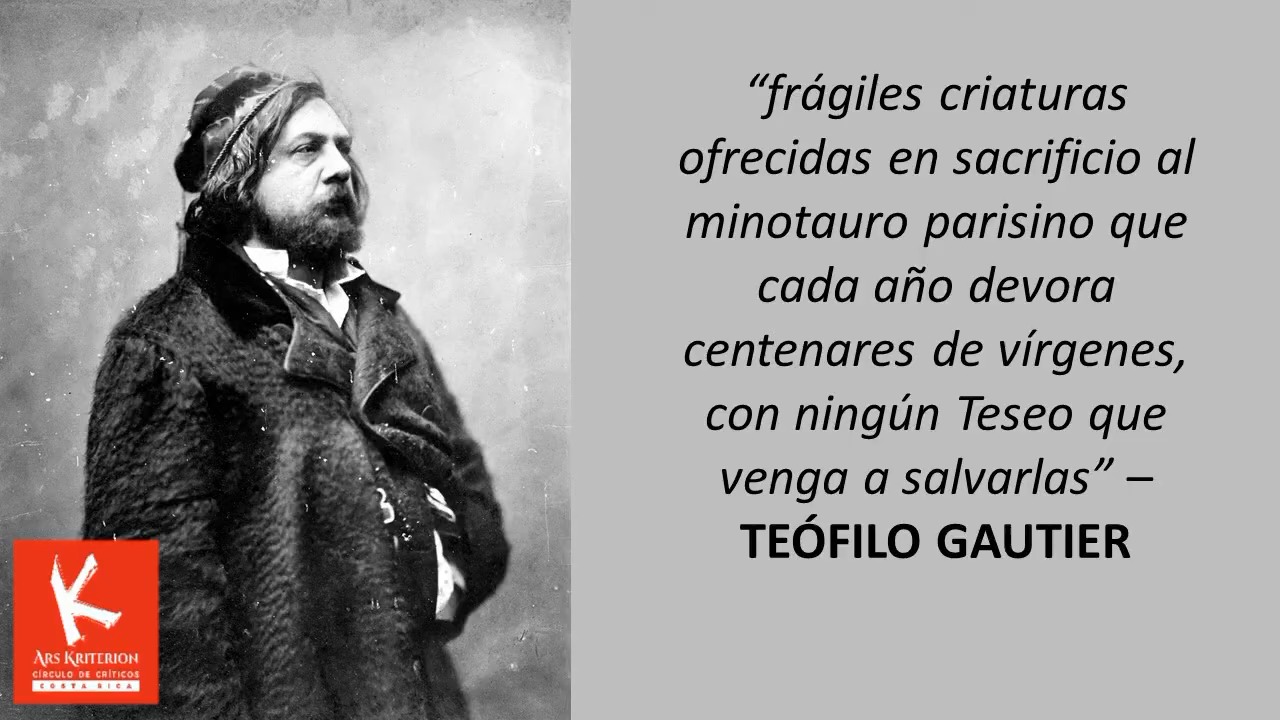 “frágiles criaturas
ofrecidas en sacrificio al
minotauro parisino que
cada año devora
centenares de vírgenes,
con ningún Teseo que
venga a salvarlas” –
TEÓFILO GAUTIER
K
ARS KRITERION
CÍRCULO DE CRÍTICOS
COSTA RICA